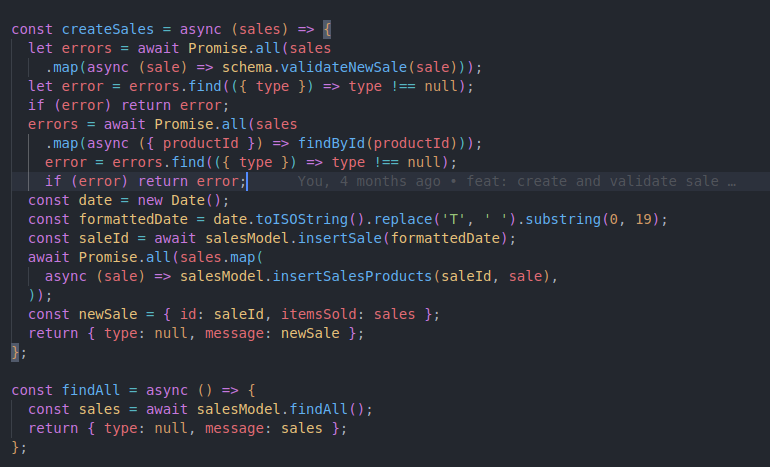 const createSales = async (sales) => {
  let errors = await Promise.all(sales
    .map(async (sale) => schema.validateNewSale(sale)));
  let error = errors.find(({ type }) => type !== null);
  if (error) return error;
  errors = await Promise.all(sales
    .map(async ({ productId }) => findById(productId)));
    error = errors.find(({ type }) => type !== null);
    if (error) return error;      You, 4 months ago • feat: create and validate sale …
  const date = new Date();
  const formattedDate = date.toISOString().replace('T', ' ').substring(0, 19);
  const saleId = await salesModel.insertSale(formattedDate);
  await Promise.all(sales.map(
    async (sale) => salesModel.insertSalesProducts(saleId, sale),
  ));
  const newSale = { id: saleId, itemsSold: sales };
  return { type: null, message: newSale };
};

const findAll = async () => {
  const sales = await salesModel.findAll();
  return { type: null, message: sales };
};